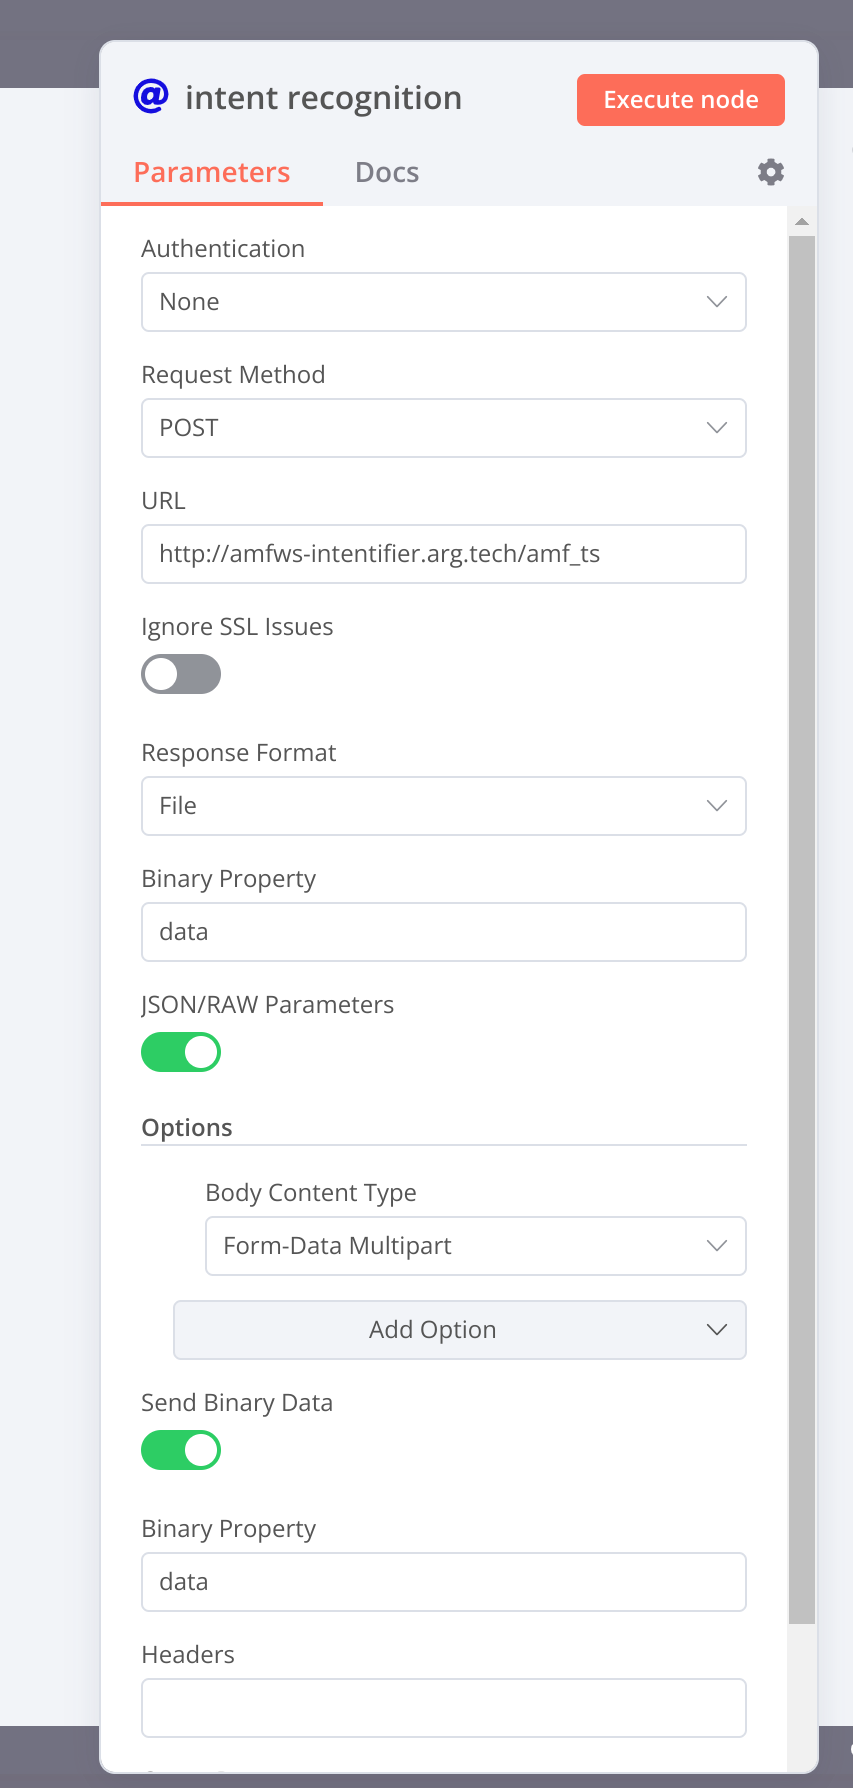 @ intent recognition
Execute node
Parameters
Docs
Authentication
None
Request Method
POST
URL
http://amfws-intentifier.arg.tech/amf_ts
Ignore SSL Issues
Response Format
File
Binary Property
data
JSON/RAW Parameters
Options
Body Content Type
Form-Data Multipart
Add Option
Send Binary Data
Binary Property
data
Headers